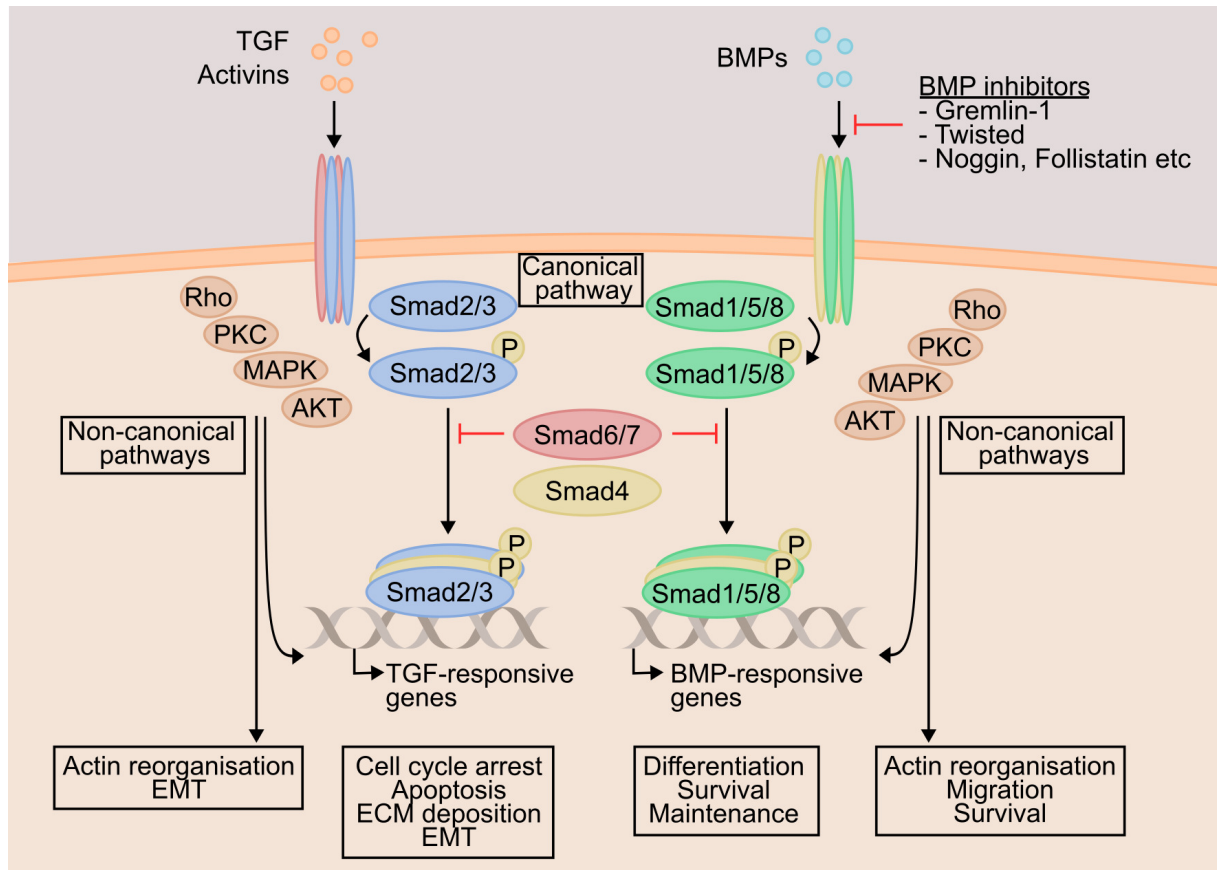 TGF
Activins
BMPs
BMP inhibitors
- Gremlin-1
- Twisted
- Noggin, Follistatin etc
Canonical
pathway
Smad2/3
Smad1/5/8
Rho
PKC
MAPK
AKT
P
Smad2/3
P
Smad1/5/8
Rho
PKC
MAPK
AKT
Non-canonical
pathways
Smad6/7
Smad4
Non-canonical
pathways
P
P
Smad2/3
P
P
Smad1/5/8
TGF-responsive
genes
BMP-responsive
genes
Actin reorganisation
EMT
Cell cycle arrest
Apoptosis
ECM deposition
EMT
Differentiation
Survival
Maintenance
Actin reorganisation
Migration
Survival